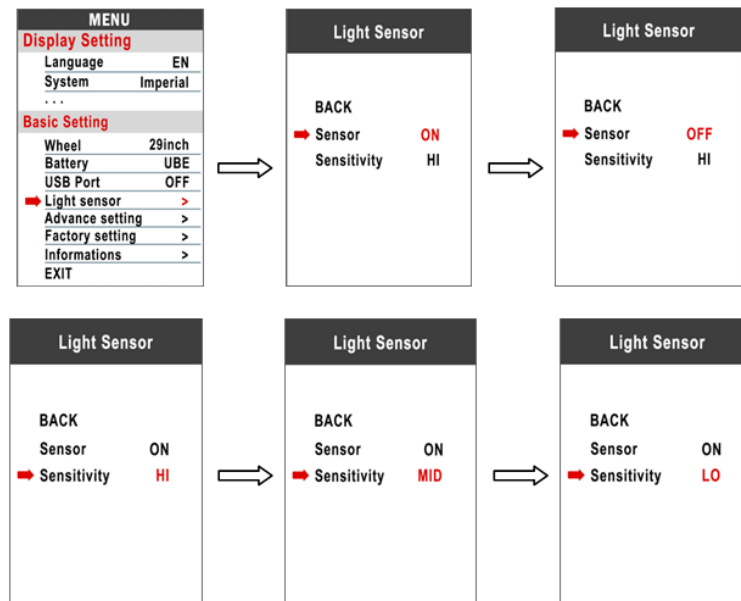 MENU
Display Setting
Language EN
System Imperial
...
Basic Setting
Wheel 29inch
Battery UBE
USB Port OFF
Light sensor >
Advance setting >
Factory setting >
Informations >
EXIT
Light Sensor
BACK
Sensor ON
Sensitivity HI
Light Sensor
BACK
Sensor OFF
Sensitivity HI
Light Sensor
BACK
Sensor ON
Sensitivity HI
Light Sensor
BACK
Sensor ON
Sensitivity MID
Light Sensor
BACK
Sensor ON
Sensitivity LO